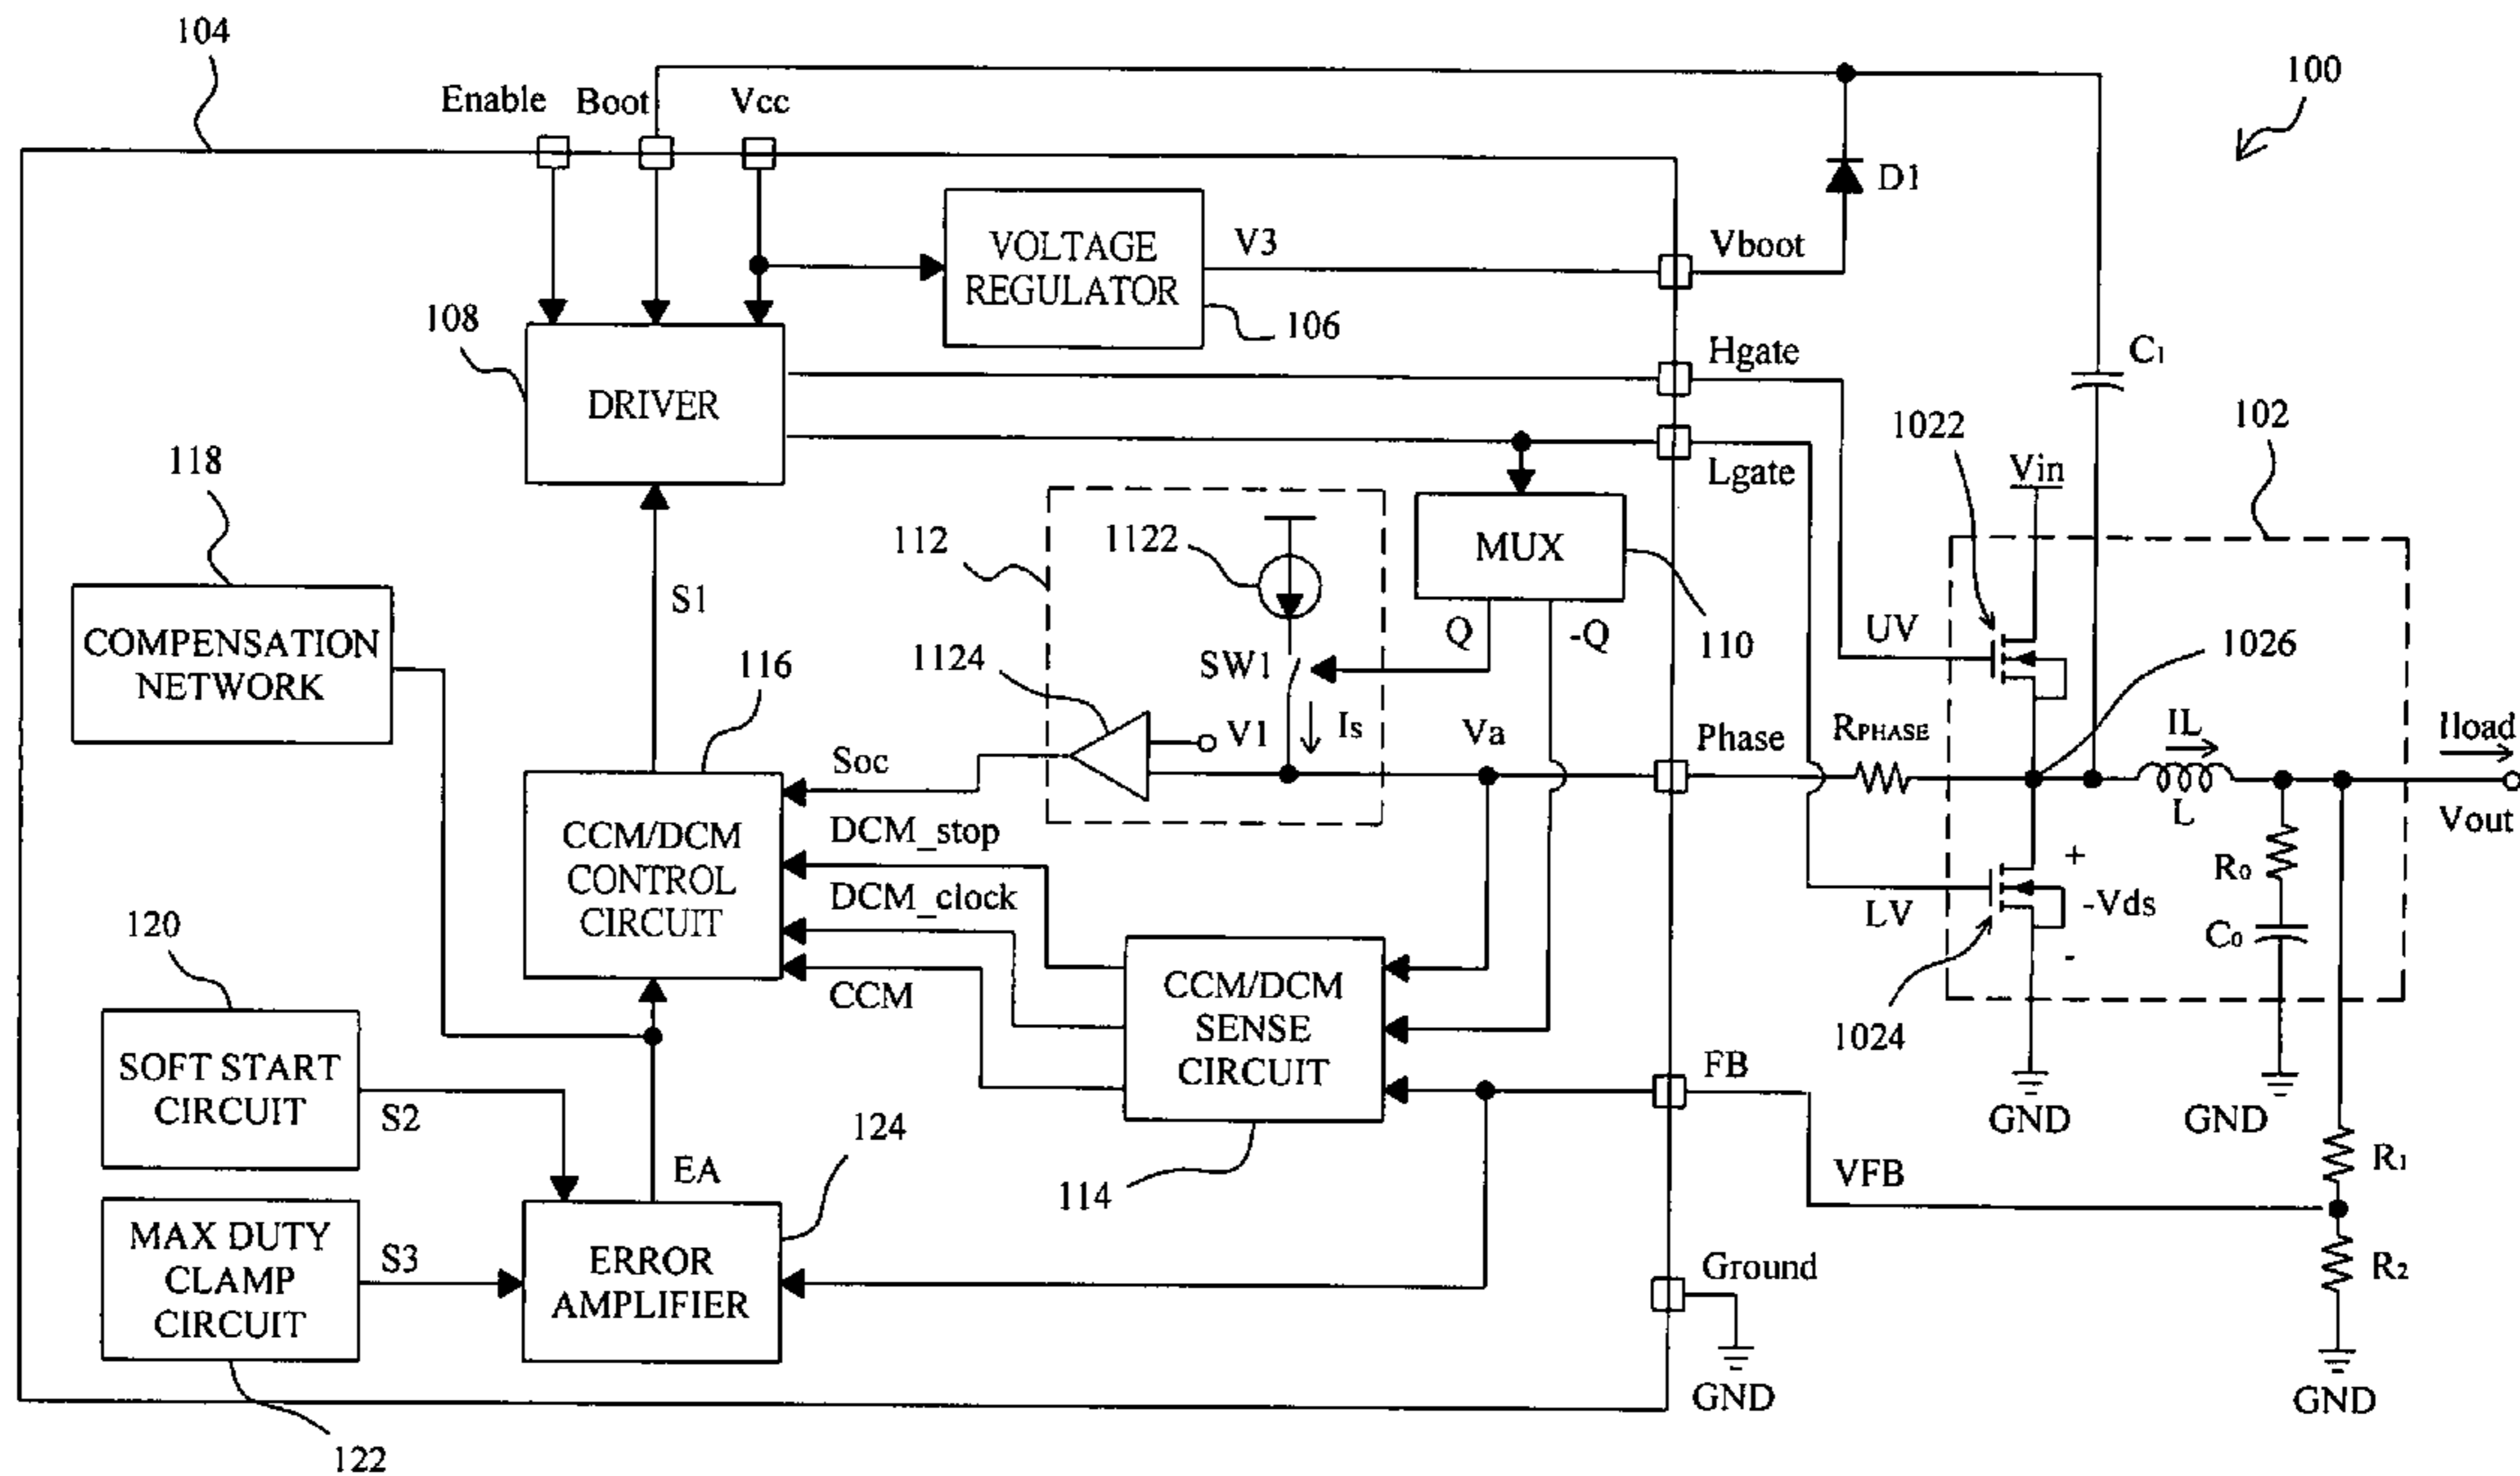 104
100
Enable
Boot
Vcc
D1
VOLTAGE
REGULATOR
V3
Vboot
106
108
DRIVER
Hgate
C1
Lgate
1022
102
Vin
118
COMPENSATION
NETWORK
S1
112
1122
MUX
Q
-Q
110
UV
1026
1124
SW1
116
V1
Is
Va
Phase
RPHASE
IL
Iload
L
Vout
Soc
DCM_stop
DCM_clock
CCM
CCM/DCM
CONTROL
CIRCUIT
LV
+
-Vds
-
Ro
Co
1024
CCM/DCM
SENSE
CIRCUIT
114
120
SOFT START
CIRCUIT
S2
FB
GND
GND
EA
124
VFB
R1
R2
MAX DUTY
CLAMP
CIRCUIT
S3
ERROR
AMPLIFIER
Ground
GND
GND
122